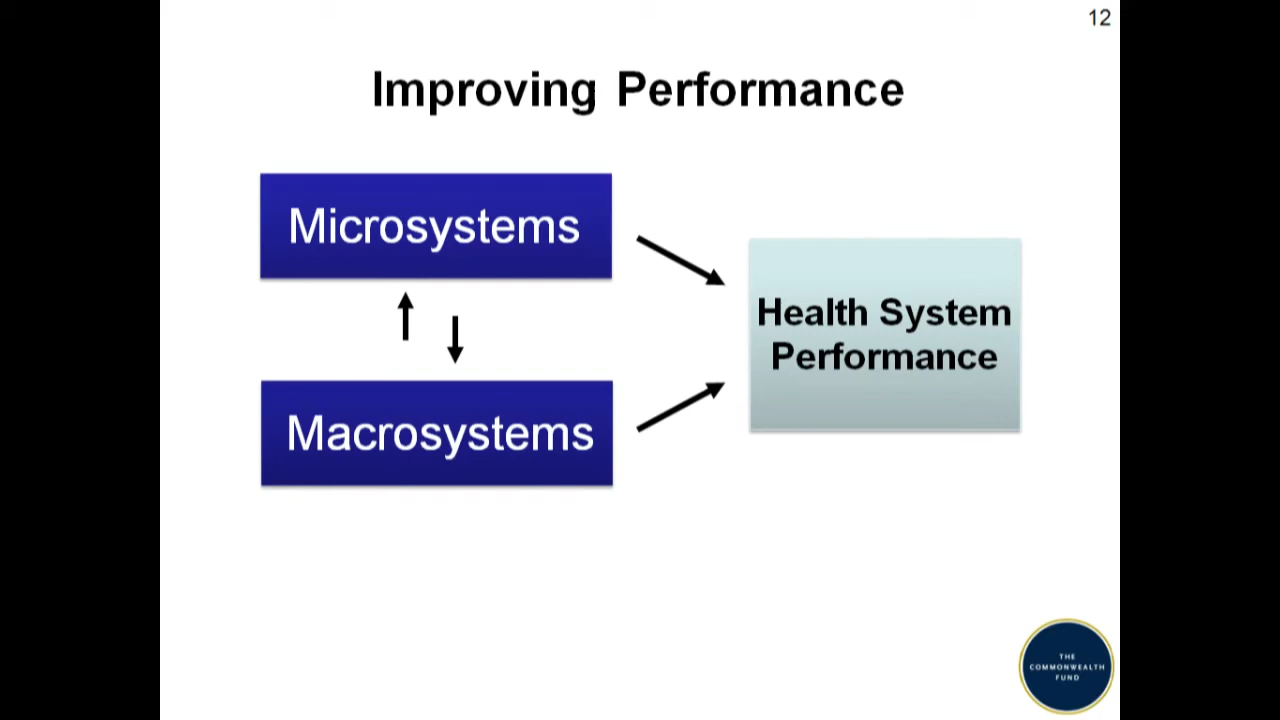 12
Improving Performance
Microsystems
Macrosystems
Health System
Performance
THE
COMMONWEALTH
FUND